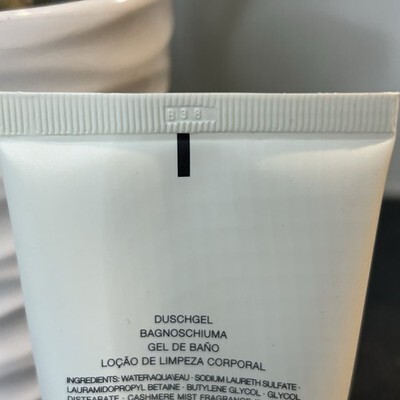 B38
DUSCHGEL
BAGNOSCHIUMA
GEL DE BAÑO
LOÇÃO DE LIMPEZA CORPORAL
INGREDIENTS: WATER\AQUA\EAU · SODIUM LAURETH SULFATE ·
LAURAMIDOPROPYL BETAINE · BUTYLENE GLYCOL · GLYCOL
DISTEARATE · CASHMERE MIST FRAGRANCE